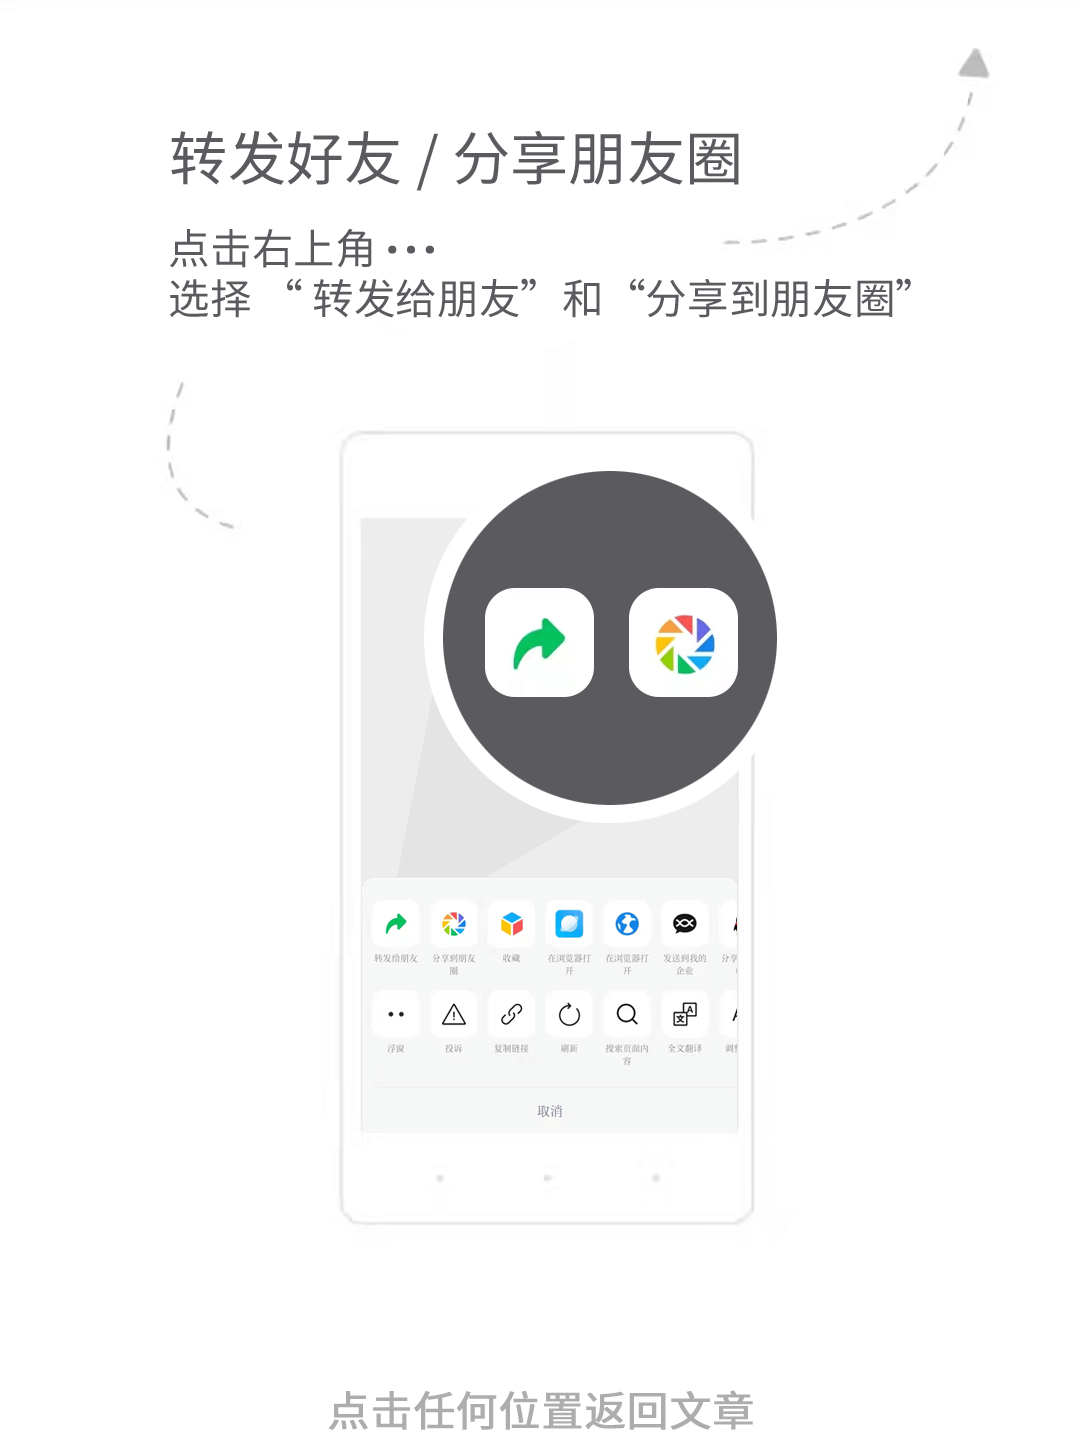 转发好友 / 分享朋友圈
点击右上角 •••
选择 “ 转发给朋友” 和 “分享到朋友圈”
转发给朋友 分享到朋友 收藏 在浏览器打 在浏览器打 发送到我的 分享
圈 开 开 企业
浮窗 投诉 复制链接 刷新 搜索页面内 全文翻译 调
容
取消
点击任何位置返回文章